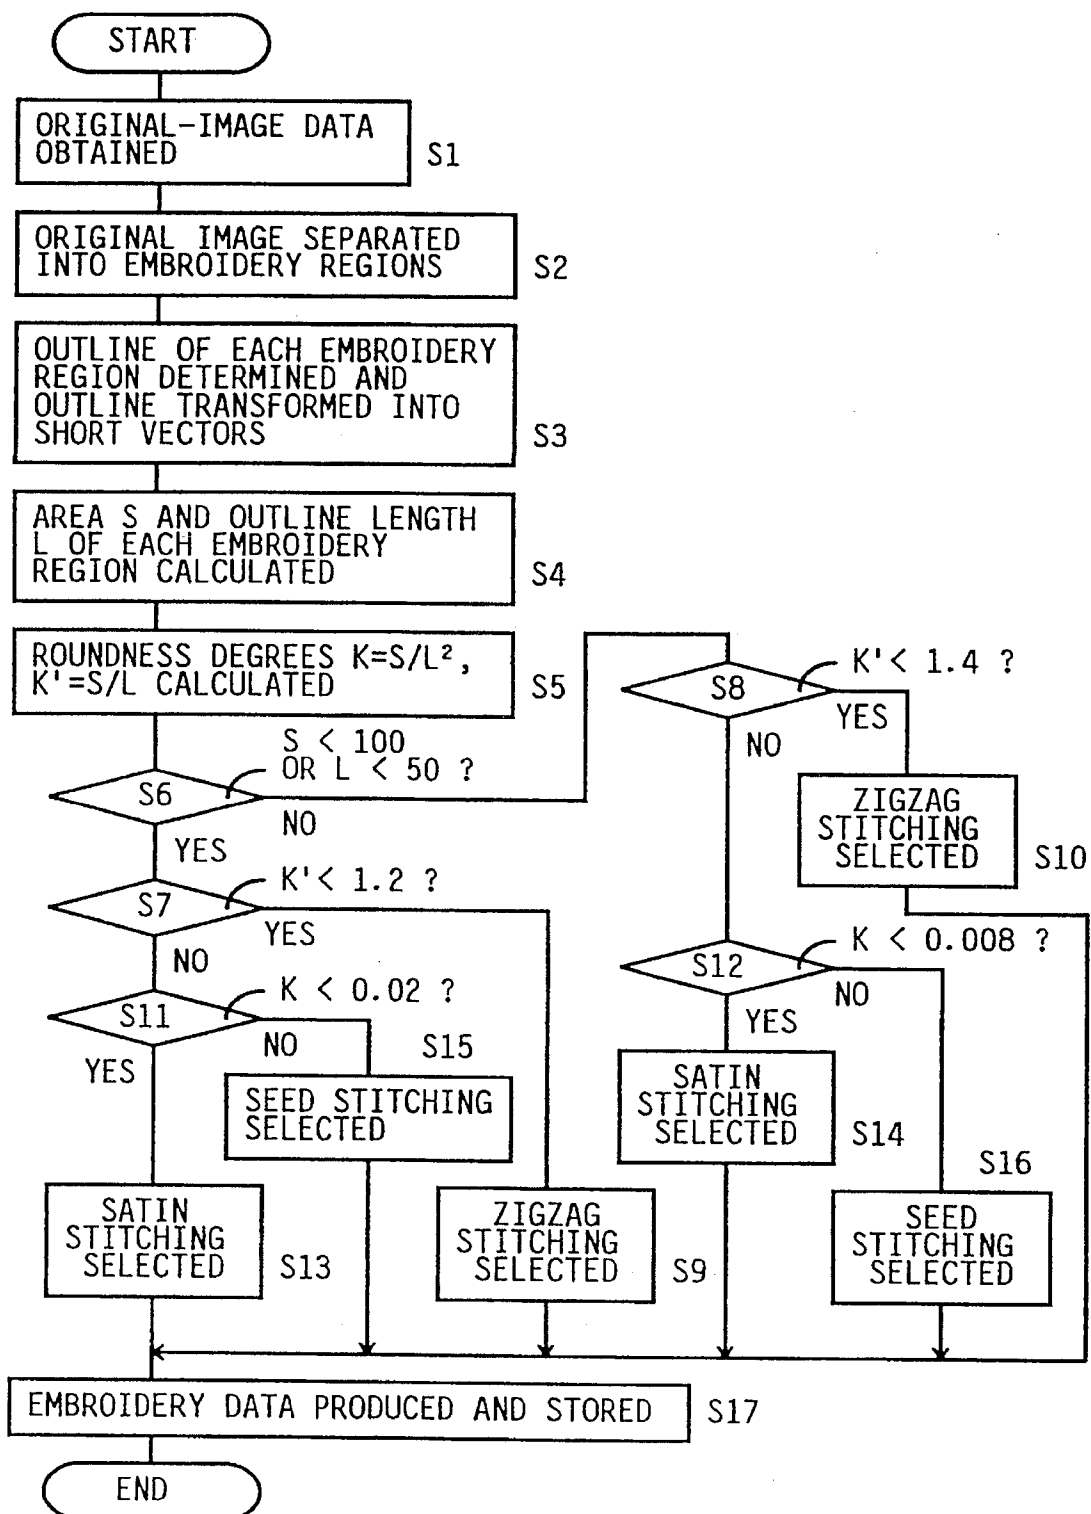 START
ORIGINAL-IMAGE DATA
OBTAINED
S1
ORIGINAL IMAGE SEPARATED
INTO EMBROIDERY REGIONS
S2
OUTLINE OF EACH EMBROIDERY
REGION DETERMINED AND
OUTLINE TRANSFORMED INTO
SHORT VECTORS
S3
AREA S AND OUTLINE LENGTH
L OF EACH EMBROIDERY
REGION CALCULATED
S4
ROUNDNESS DEGREES K=S/L²,
K'=S/L CALCULATED
S5
S < 100
OR L < 50 ?
S6
NO
YES
K'< 1.2 ?
S7
YES
NO
K < 0.02 ?
S11
NO
YES
S15
SEED STITCHING
SELECTED
SATIN
STITCHING
SELECTED
S13
ZIGZAG
STITCHING
SELECTED
S9
K'< 1.4 ?
S8
YES
NO
ZIGZAG
STITCHING
SELECTED
S10
K < 0.008 ?
S12
NO
YES
SATIN
STITCHING
SELECTED
S14
S16
SEED
STITCHING
SELECTED
EMBROIDERY DATA PRODUCED AND STORED
S17
END